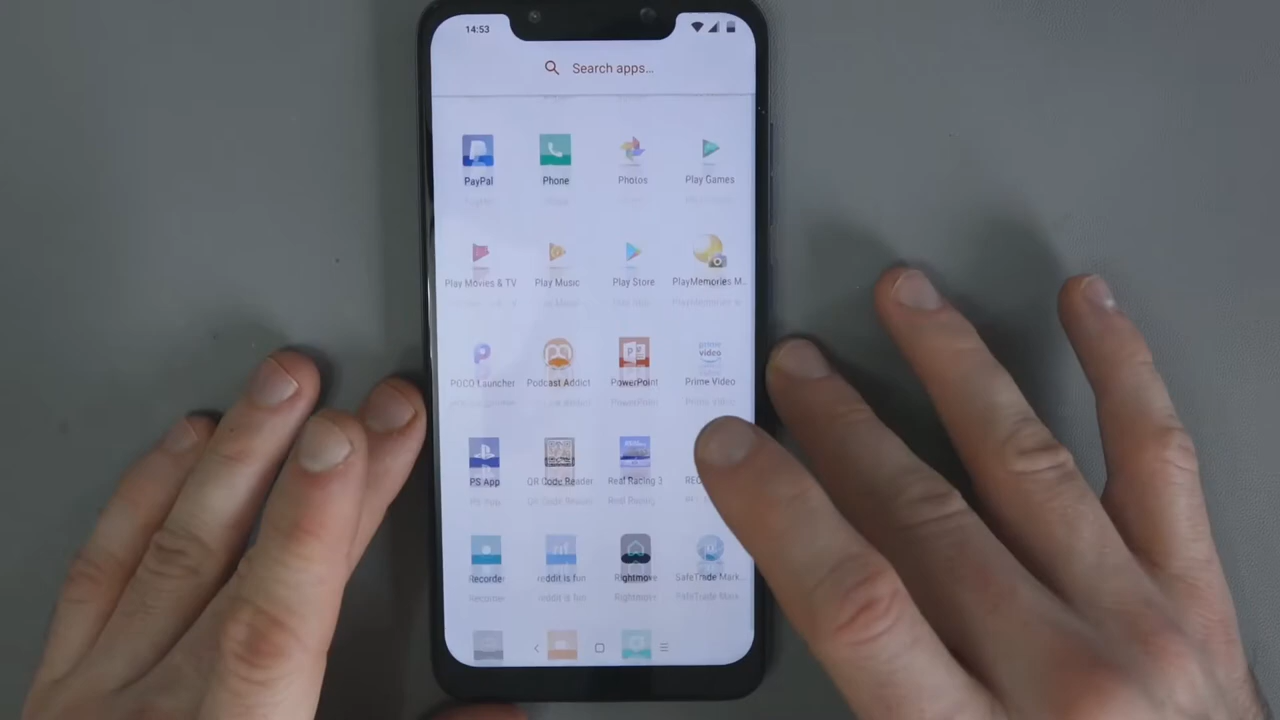 14:53
Search apps...
PayPal Phone Photos Play Games
Play Movies & TV Play Music Play Store PlayMemories M..
prime video
POCO Launcher Podcast Addict PowerPoint Prime Video
PS App QR Code Reader Real Racing 3
Recorder reddit is fun Rightmove SafeTrade Mark..